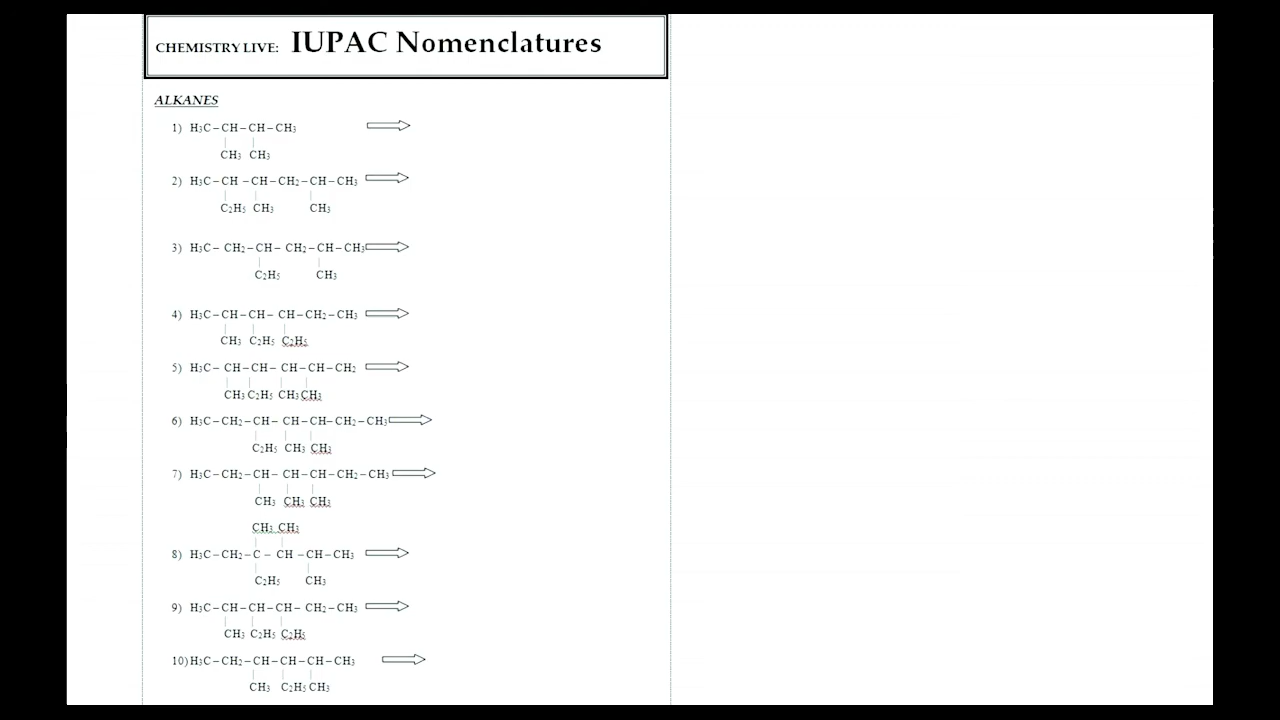 CHEMISTRY LIVE: IUPAC Nomenclatures
ALKANES
1) H3C–CH–CH–CH3
CH3 CH3
2) H3C–CH –CH–CH2–CH–CH3
C2H5 CH3 CH3
3) H3C– CH2–CH– CH2–CH–CH3
C2H5 CH3
4) H3C–CH–CH– CH–CH2–CH3
CH3 C2H5 C2H5
5) H3C– CH–CH– CH–CH–CH2
CH3 C2H5 CH3 CH3
6) H3C–CH2–CH– CH–CH–CH2–CH3
C2H5 CH3 CH3
7) H3C–CH2–CH– CH–CH–CH2–CH3
CH3 CH3 CH3
CH3 CH3
8) H3C–CH2–C– CH –CH–CH3
C2H5 CH3
9) H3C–CH–CH–CH– CH2–CH3
CH3 C2H5 C2H5
10) H3C–CH2–CH–CH–CH–CH3
CH3 C2H5 CH3